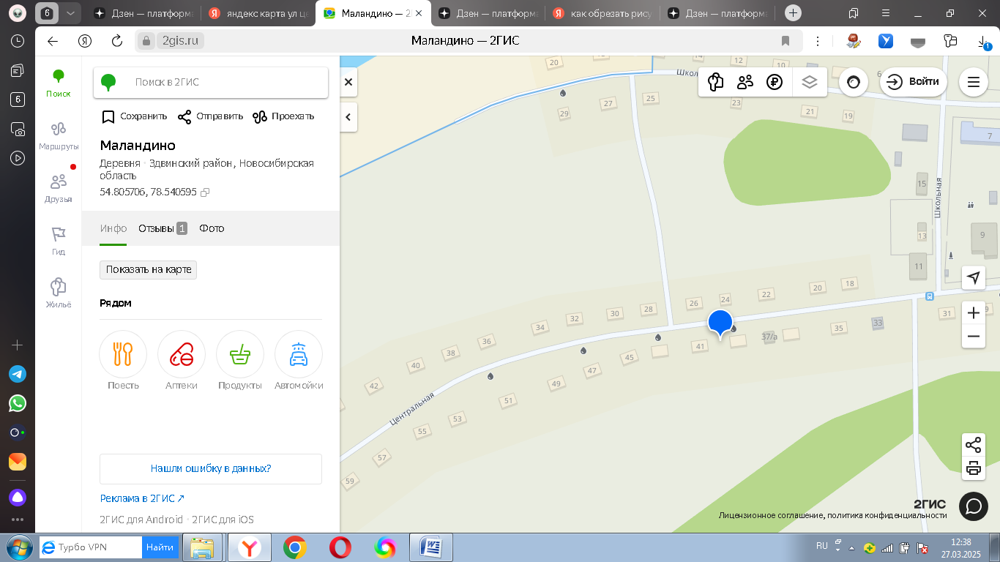 6
Дзен — платформа
яндекс карта ул це
Маландино — 2
Дзен — платформа
как обрезать рису
Дзен — платформа
2gis.ru
Маландино — 2ГИС
1
6
Поиск
Маршруты
Друзья
Гид
Жильё
Поиск в 2ГИС
Сохранить
Отправить
Проехать
Маландино
Деревня · Здвинский район, Новосибирская
область
54.805706, 78.540595
Инфо
Отзывы 1
Фото
Показать на карте
Рядом
Поесть
Аптеки
Продукты
Автомойки
Нашли ошибку в данных?
Реклама в 2ГИС ↗
2ГИС для Android · 2ГИС для iOS
Войти
20
12
10
Школ
6
29
27
25
23
21
19
7
15
Школьная
13
9
11
18
20
22
24
26
28
30
32
34
36
38
40
42
31
33
35
37/а
41
45
47
49
51
53
55
57
59
Центральная
2ГИС
Лицензионное соглашение, политика конфиденциальности
Турбо VPN
Найти
RU
12:38
27.03.2025